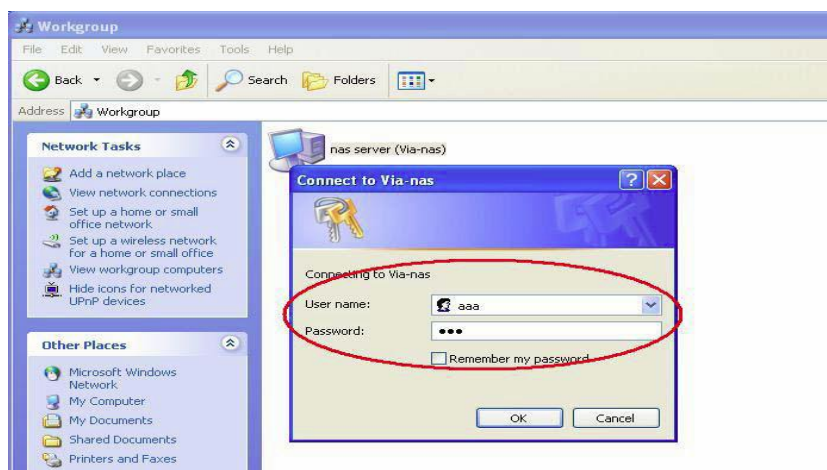 Workgroup
File Edit View Favorites Tools Help
Back Search Folders
Address Workgroup
Network Tasks
Add a network place
View network connections
Set up a home or small
office network
Set up a wireless network
for a home or small office
View workgroup computers
Hide icons for networked
UPnP devices
Other Places
Microsoft Windows
Network
My Computer
My Documents
Shared Documents
Printers and Faxes
nas server (Via-nas)
Connect to Via-nas
Connecting to Via-nas
User name: aaa
Password: •••
Remember my password
OK Cancel